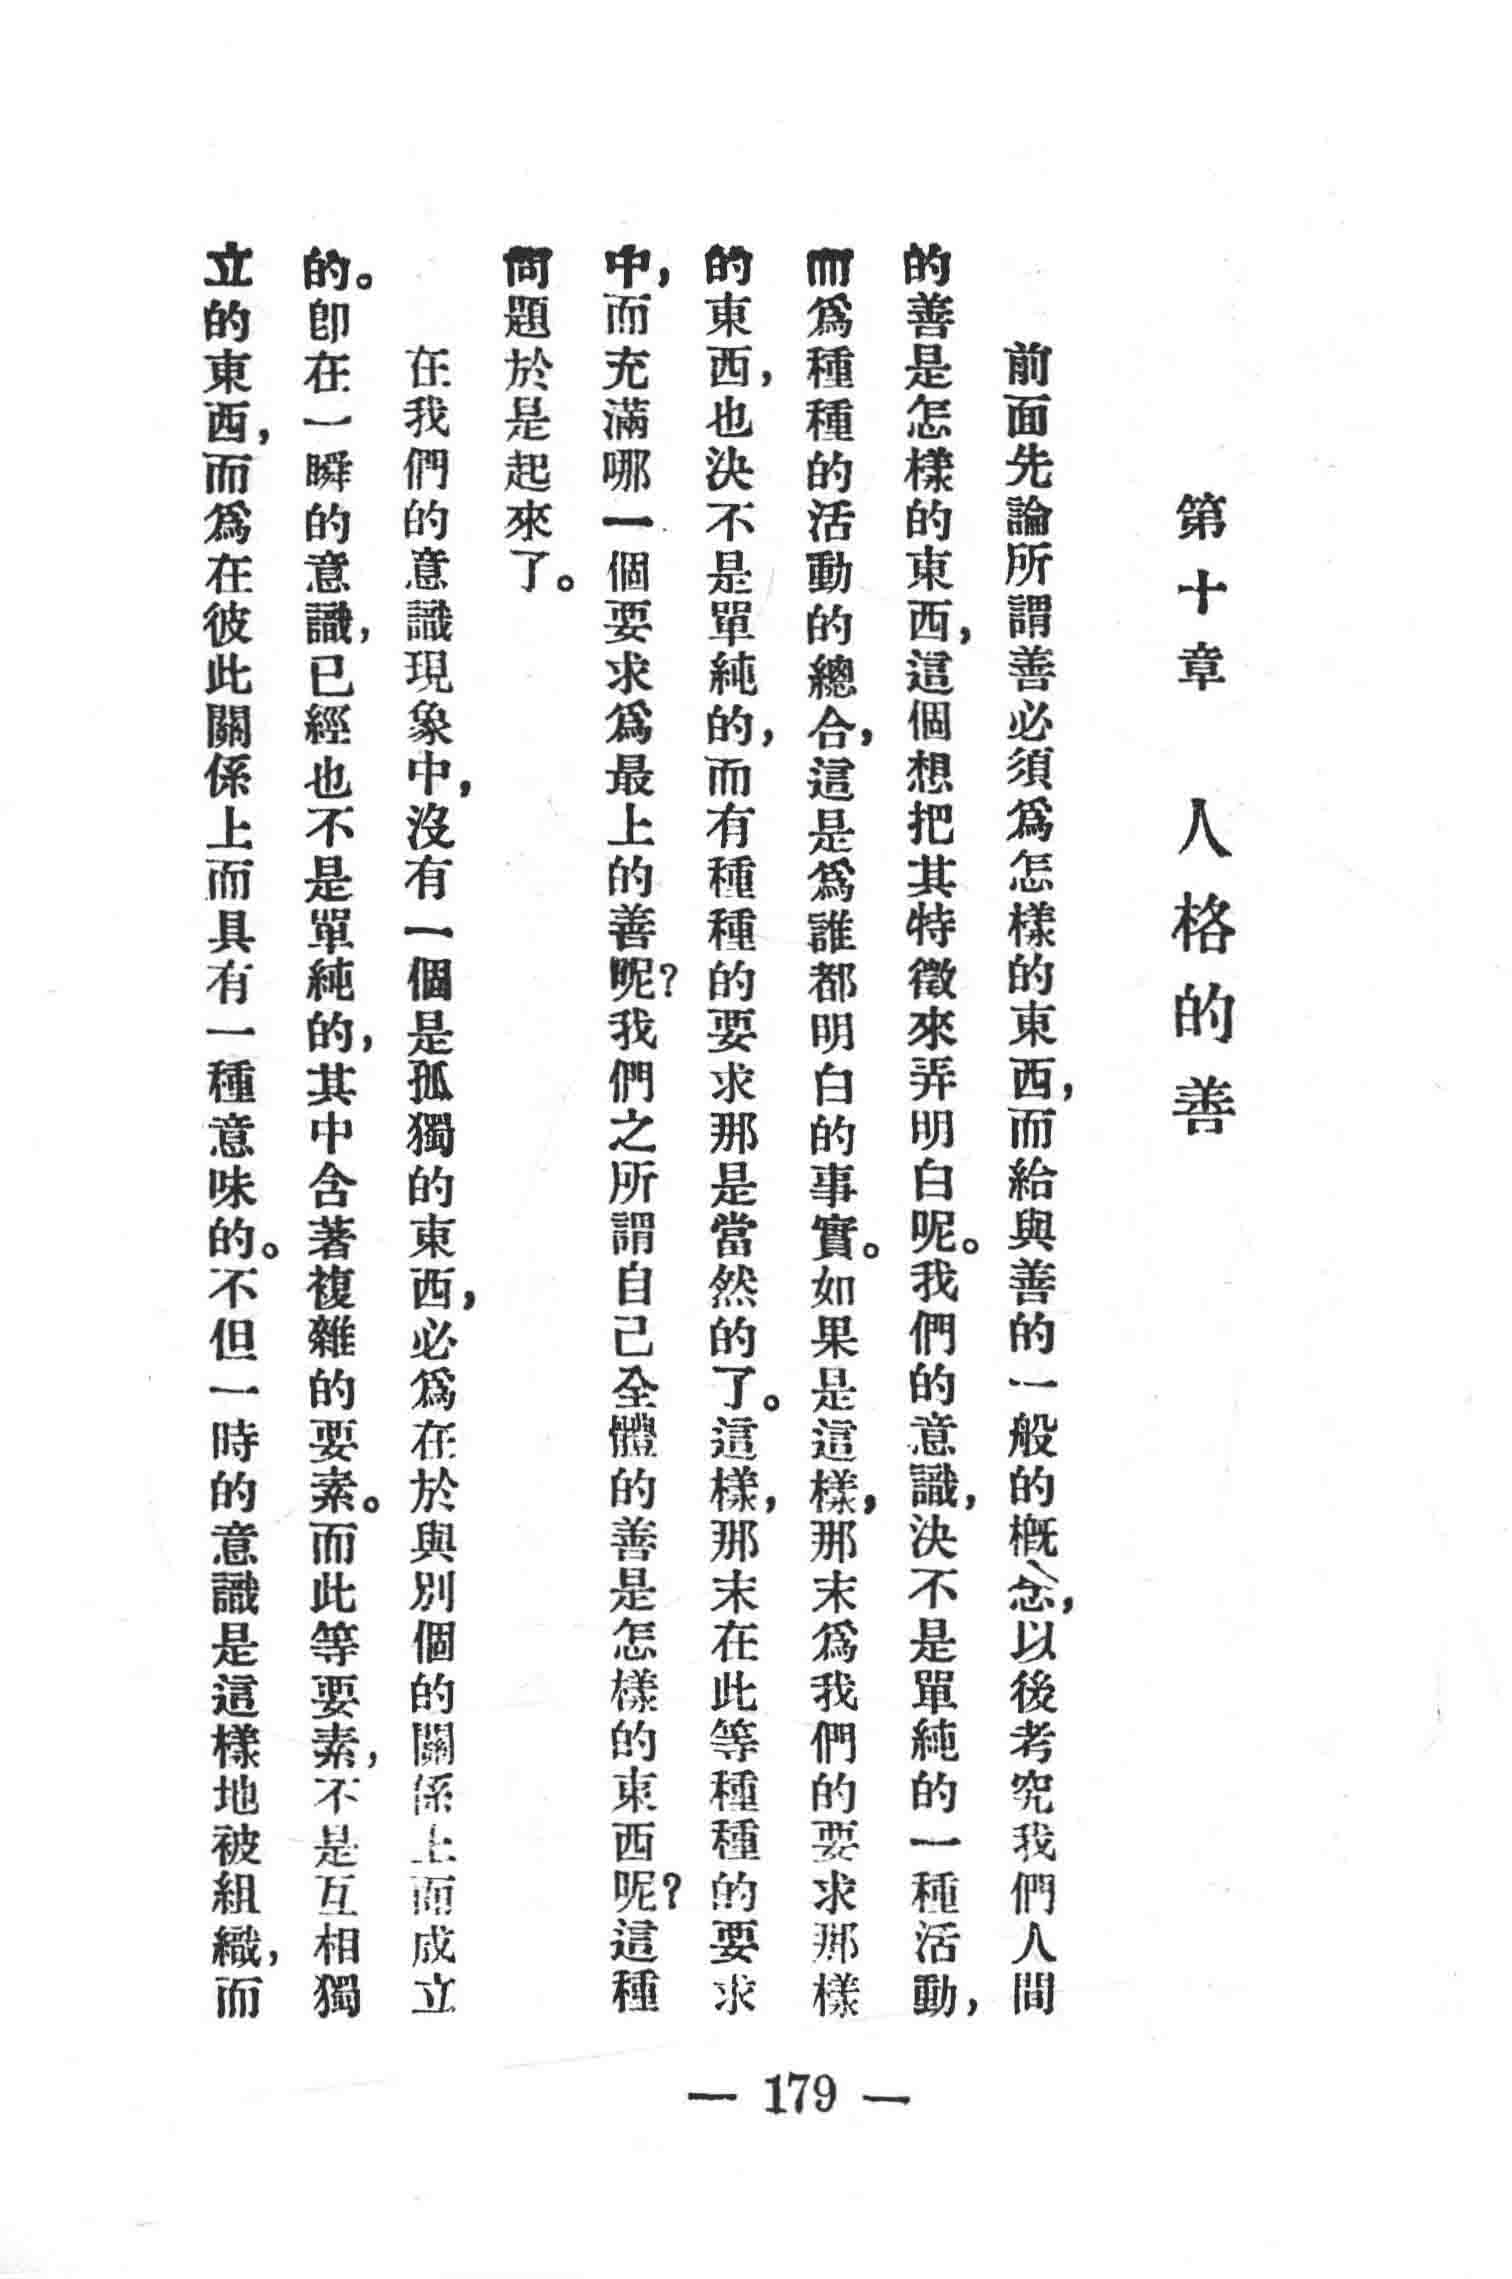 第十章　人格的善
前面先論所謂善必須爲怎樣的東西，而給與善的一般的概念，以後考究我們人間
的善是怎樣的東西，這個想把其特徵來弄明白呢。我們的意識，決不是單純的一種活動，
而爲種種的活動的總合，這是爲誰都明白的事實。如果是這樣，那末爲我們的要求那樣
的東西，也決不是單純的，而有種種的要求那是當然的了。這樣，那末在此等種種的要求
中，而充滿哪一個要求爲最上的善呢？我們之所謂自己全體的善是怎樣的東西呢？這種
問題於是起來了。
在我們的意識現象中，沒有一個是孤獨的東西，必爲在於與別個的關係上而成立
的。卽在一瞬的意識，已經也不是單純的，其中含著複雜的要素。而此等要素，不是互相獨
立的東西，而爲在彼此關係上而具有一種意味的。不但一時的意識是這樣地被組織，而
— 179 —